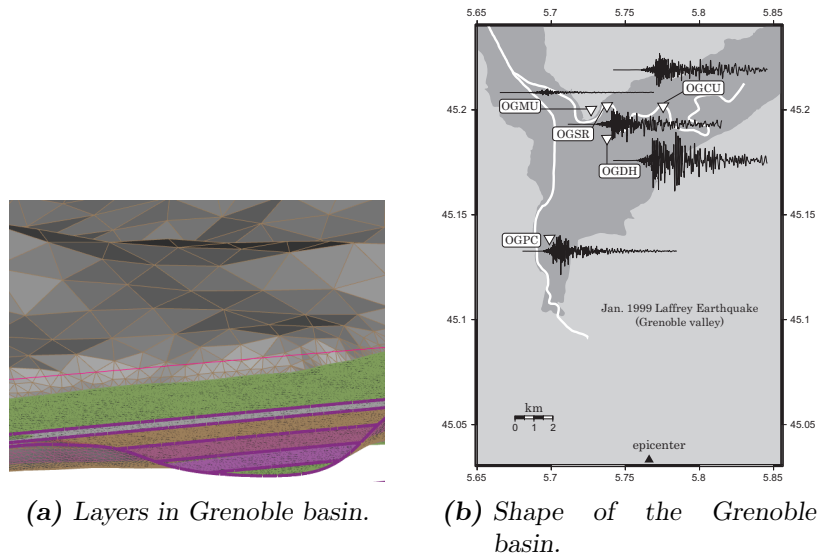 5.65 5.7 5.75 5.8 5.85
45.2 45.2
OGMU
OGCU
OGSR
OGDH
45.15 45.15
OGPC
Jan. 1999 Laffrey Earthquake
(Grenoble valley)
45.1 45.1
km
0 1 2
45.05 45.05
epicenter
5.65 5.7 5.75 5.8 5.85
(a) Layers in Grenoble basin.
(b) Shape of the Grenoble
basin.